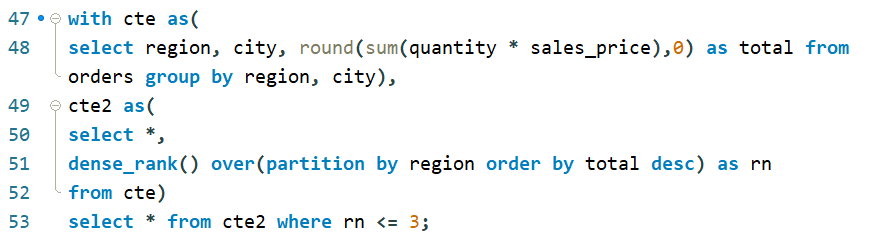 47 with cte as(
48 select region, city, round(sum(quantity * sales_price),0) as total from
orders group by region, city),
49 cte2 as(
50 select *,
51 dense_rank() over(partition by region order by total desc) as rn
52 from cte)
53 select * from cte2 where rn <= 3;